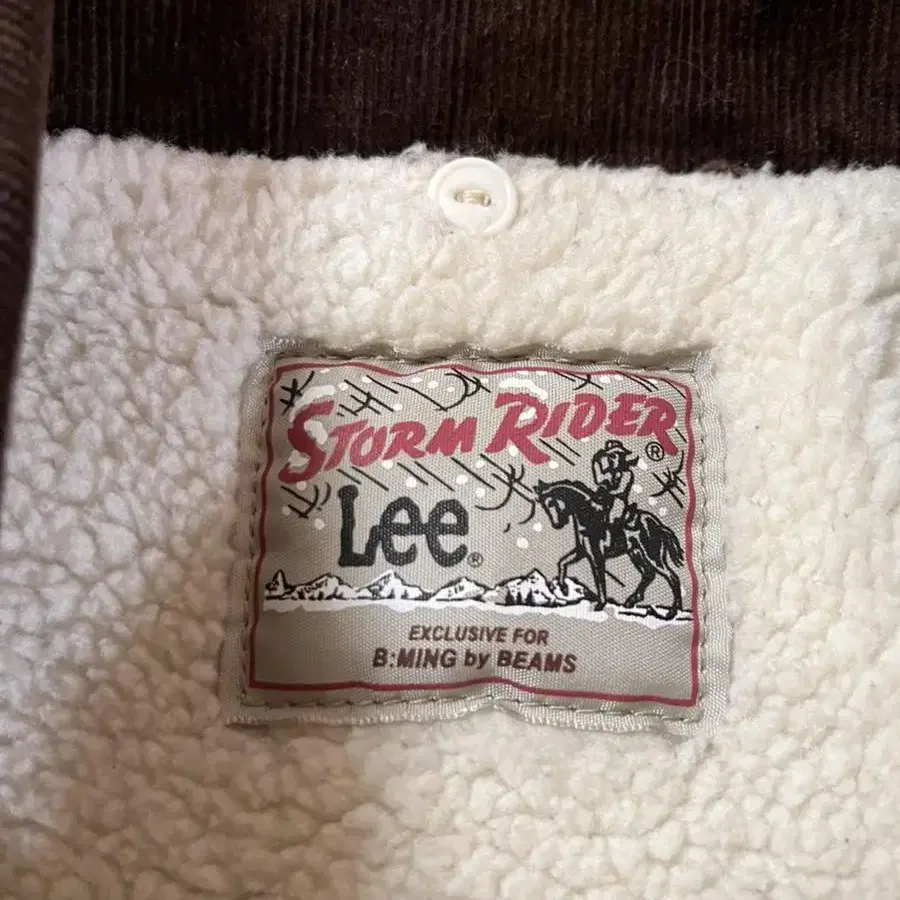 STORM RIDER®
Lee®
EXCLUSIVE FOR
B:MING by BEAMS